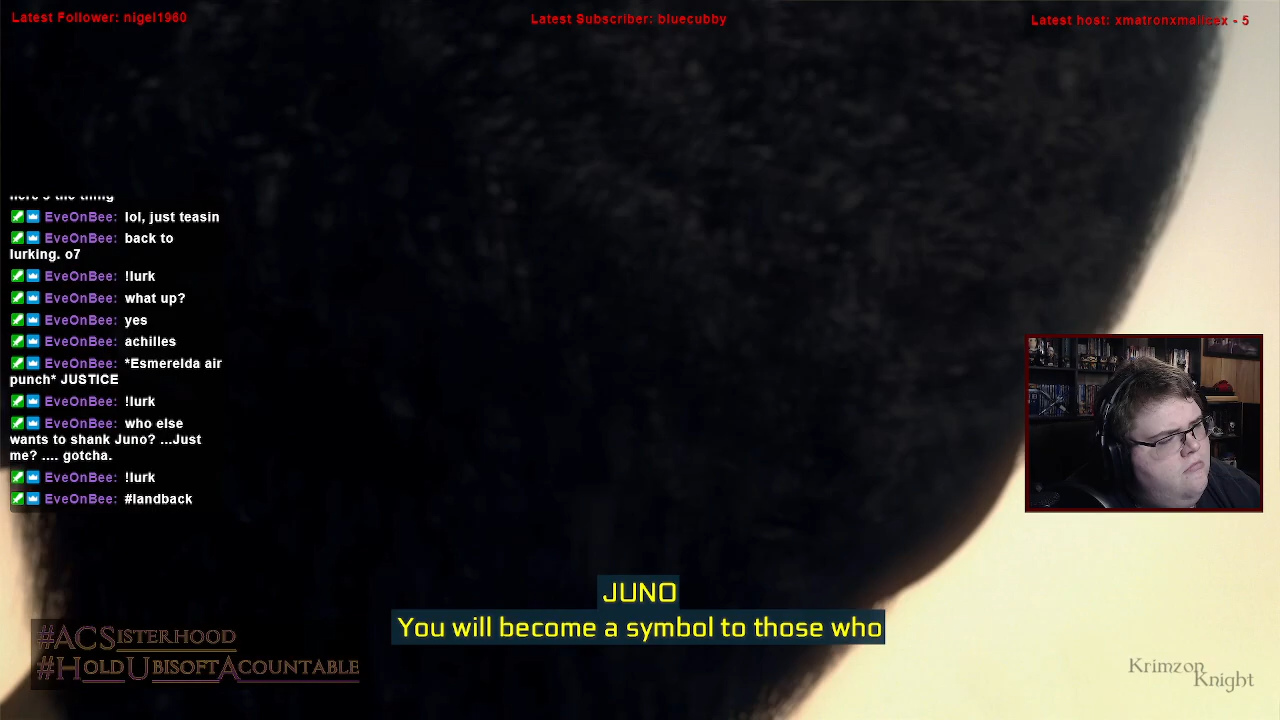 Latest Follower: nigel1960
Latest Subscriber: bluecubby
Latest host: xmatronxmalicex - 5
here's the thing
EveOnBee: lol, just teasin
EveOnBee: back to
lurking. o7
EveOnBee: !lurk
EveOnBee: what up?
EveOnBee: yes
EveOnBee: achilles
EveOnBee: *Esmerelda air
punch* JUSTICE
EveOnBee: !lurk
EveOnBee: who else
wants to shank Juno? ...Just
me? .... gotcha.
EveOnBee: !lurk
EveOnBee: #landback
JUNO
You will become a symbol to those who
#ACSisterhood
#HoldUbisoftAcountable
Krimzon
Knight